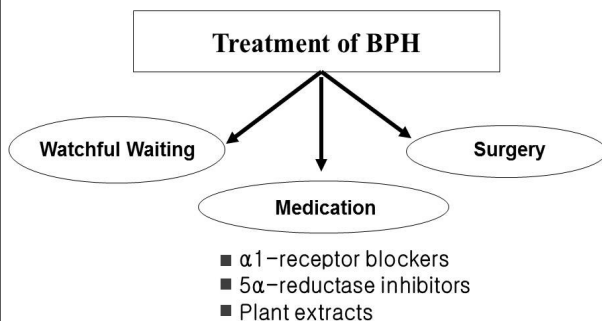 Treatment of BPH
Watchful Waiting
Surgery
Medication
■ α1-receptor blockers
■ 5α-reductase inhibitors
■ Plant extracts